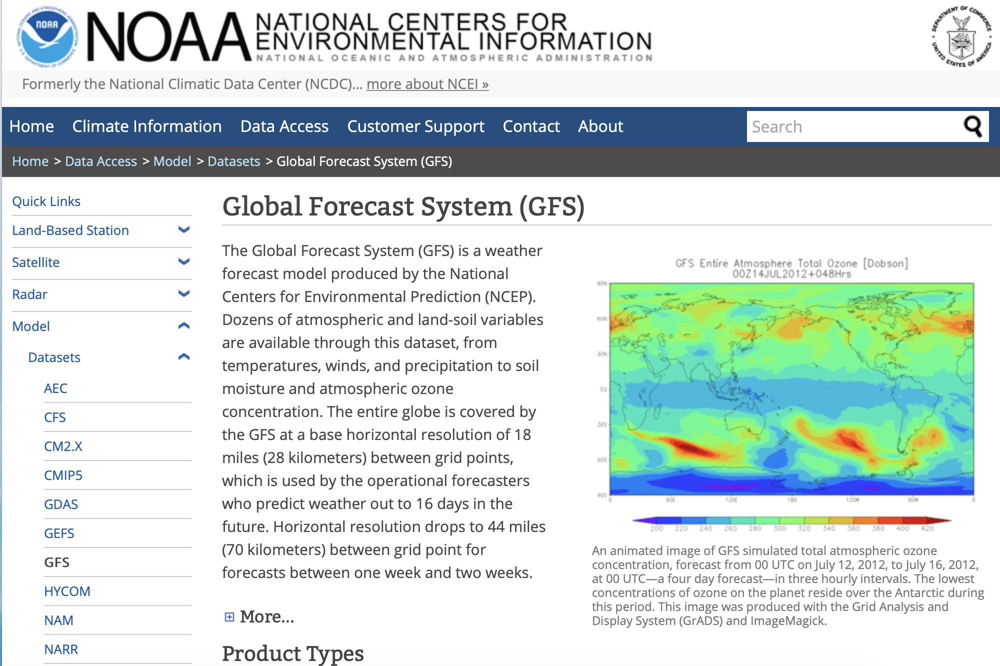 NOAA
NOAA
NATIONAL CENTERS FOR
ENVIRONMENTAL INFORMATION
NATIONAL OCEANIC AND ATMOSPHERIC ADMINISTRATION
NATIONAL OCEANIC AND ATMOSPHERIC ADMINISTRATION
U.S. DEPARTMENT OF COMMERCE
DEPARTMENT OF COMMERCE
UNITED STATES OF AMERICA
Formerly the National Climatic Data Center (NCDC)... more about NCEI »
Home Climate Information Data Access Customer Support Contact About Search
Home > Data Access > Model > Datasets > Global Forecast System (GFS)
Quick Links
Land-Based Station
Satellite
Radar
Model
Datasets
AEC
CFS
CM2.X
CMIP5
GDAS
GEFS
GFS
HYCOM
NAM
NARR
Global Forecast System (GFS)
The Global Forecast System (GFS) is a weather
forecast model produced by the National
Centers for Environmental Prediction (NCEP).
Dozens of atmospheric and land-soil variables
are available through this dataset, from
temperatures, winds, and precipitation to soil
moisture and atmospheric ozone
concentration. The entire globe is covered by
the GFS at a base horizontal resolution of 18
miles (28 kilometers) between grid points,
which is used by the operational forecasters
who predict weather out to 16 days in the
future. Horizontal resolution drops to 44 miles
(70 kilometers) between grid point for
forecasts between one week and two weeks.
More...
Product Types
GFS Entire Atmosphere Total Ozone [Dobson]
00Z14JUL2012+048Hrs
90N
60N
30N
EQ
30S
60S
90S
0 60E 120E 180 120W 60W 0
200 220 240 260 280 300 320 340 360 380 400 420
An animated image of GFS simulated total atmospheric ozone
concentration, forecast from 00 UTC on July 12, 2012, to July 16, 2012,
at 00 UTC—a four day forecast—in three hourly intervals. The lowest
concentrations of ozone on the planet reside over the Antarctic during
this period. This image was produced with the Grid Analysis and
Display System (GrADS) and ImageMagick.